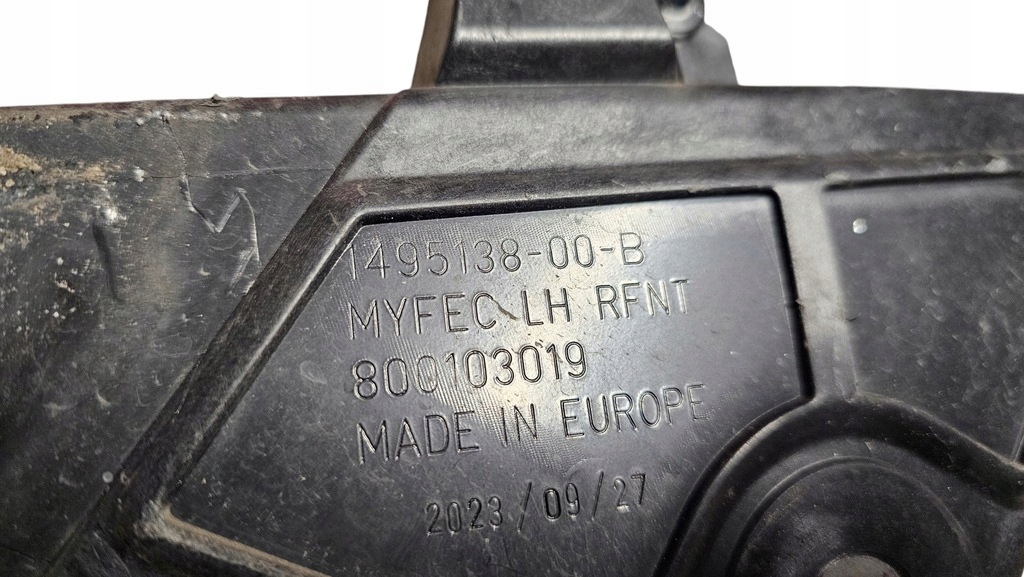 1495138-00-B
MYFEC LH RFNT
800103019
MADE IN EUROPE
2023/09/27